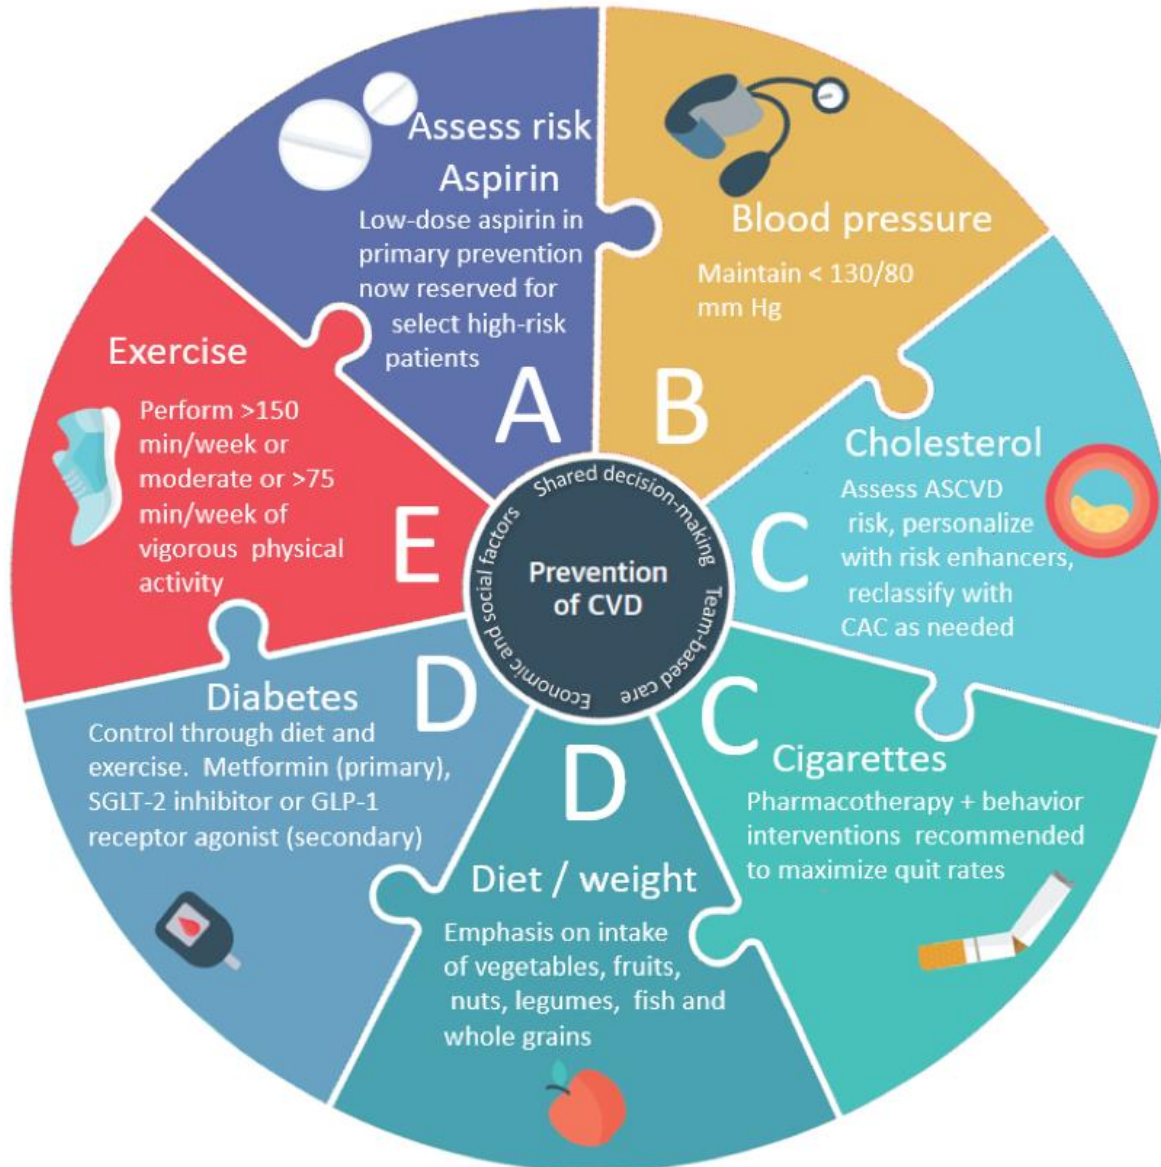 Assess risk
Aspirin
Low-dose aspirin in
primary prevention
now reserved for
select high-risk
patients
A
Blood pressure
Maintain < 130/80
mm Hg
B
Cholesterol
Assess ASCVD
risk, personalize
with risk enhancers,
reclassify with
CAC as needed
C
Cigarettes
Pharmacotherapy + behavior
interventions recommended
to maximize quit rates
C
Diet / weight
Emphasis on intake
of vegetables, fruits,
nuts, legumes, fish and
whole grains
D
Diabetes
Control through diet and
exercise. Metformin (primary),
SGLT-2 inhibitor or GLP-1
receptor agonist (secondary)
D
Exercise
Perform >150
min/week or
moderate or >75
min/week of
vigorous physical
activity
E
Shared decision-making
Team-based care
Economic and social factors
Prevention
of CVD